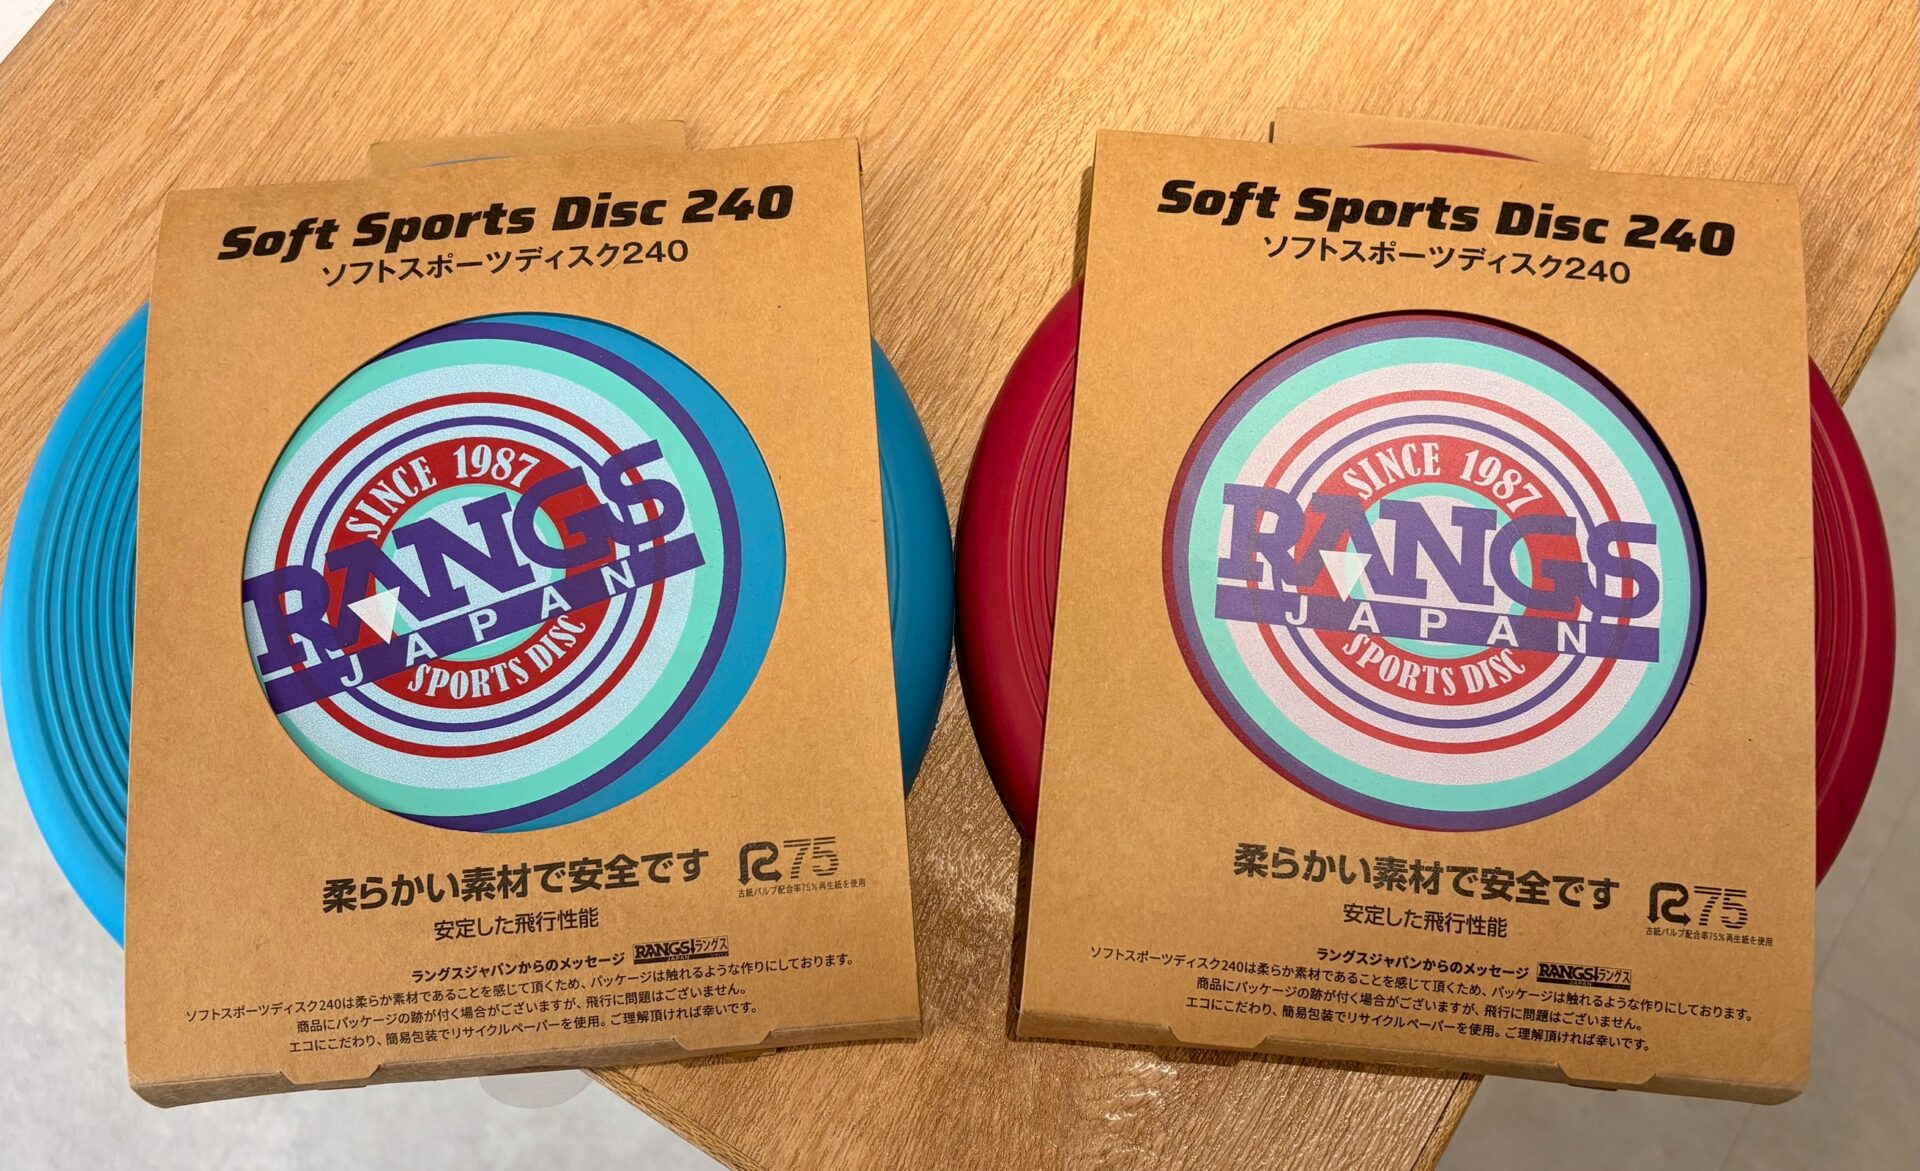 Soft Sports Disc 240
ソフトスポーツディスク240
SINCE 1987
RANGS
JAPAN
SPORTS DISC
柔らかい素材で安全です
安定した飛行性能
R75
古紙パルプ配合率75%再生紙を使用
ラングスジャパンからのメッセージ RANGS JAPAN ラングス
ソフトスポーツディスク240は柔らか素材であることを感じて頂くため、パッケージは触れるような作りにしております。
商品にパッケージの跡が付く場合がございますが、飛行に問題はございません。
エコにこだわり、簡易包装でリサイクルペーパーを使用。ご理解頂ければ幸いです。
Soft Sports Disc 240
ソフトスポーツディスク240
SINCE 1987
RANGS
JAPAN
SPORTS DISC
柔らかい素材で安全です
安定した飛行性能
R75
古紙パルプ配合率75%再生紙を使用
ラングスジャパンからのメッセージ RANGS JAPAN ラングス
ソフトスポーツディスク240は柔らか素材であることを感じて頂くため、パッケージは触れるような作りにしております。
商品にパッケージの跡が付く場合がございますが、飛行に問題はございません。
エコにこだわり、簡易包装でリサイクルペーパーを使用。ご理解頂ければ幸いです。